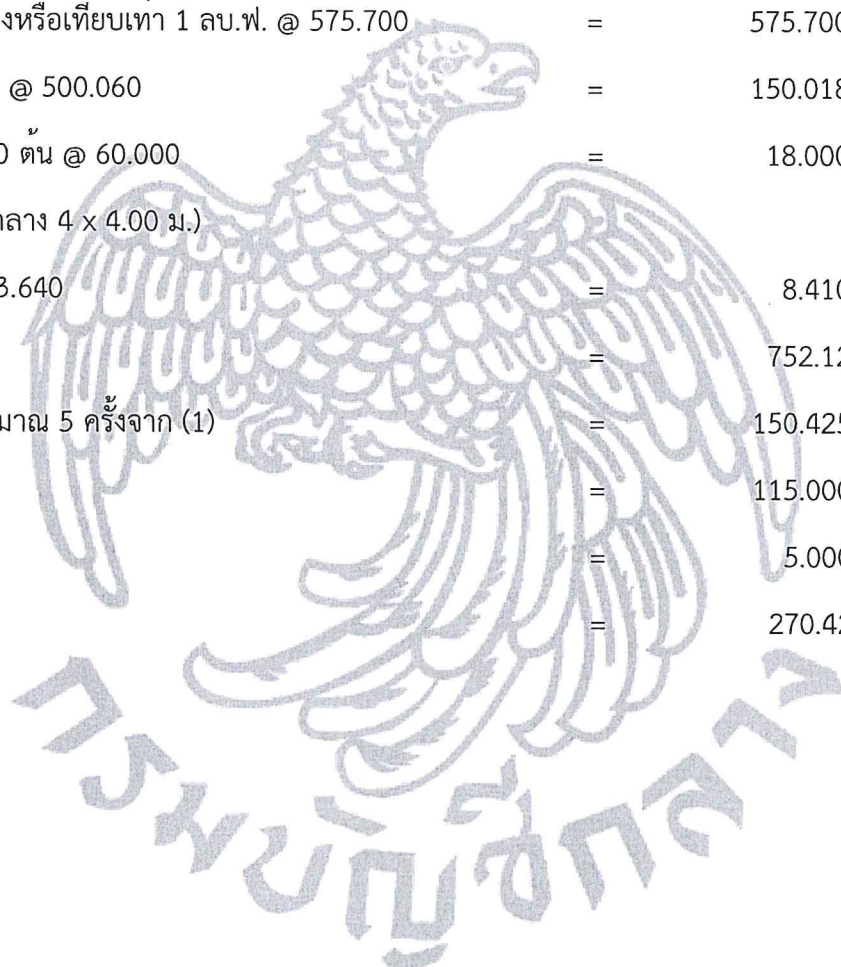 งหรือเทียบเท่า 1 ลบ.ฟ. @ 575.700 = 575.700
@ 500.060 = 150.018
0 ต้น @ 60.000 = 18.000
กลาง 4 x 4.00 ม.)
3.640 = 8.410
= 752.12
มาณ 5 ครั้งจาก (1) = 150.425
= 115.000
= 5.000
= 270.42
กรมบัญชีกลาง